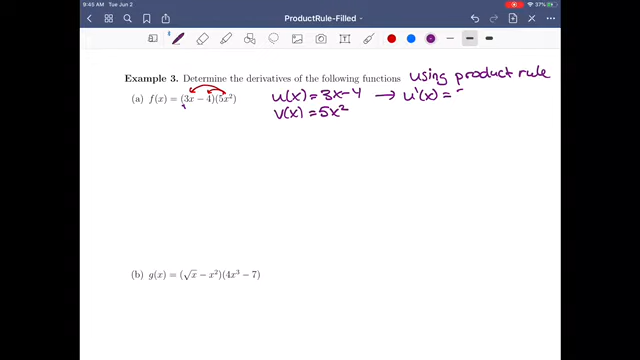 9:45 AM Tue Jun 2
37%
ProductRule-Filled
Example 3. Determine the derivatives of the following functions using product rule
(a) f(x) = (3x − 4)(5x²) u(x) = 3x − 4 → u'(x) =
v(x) = 5x²
(b) g(x) = (√x − x²)(4x³ − 7)